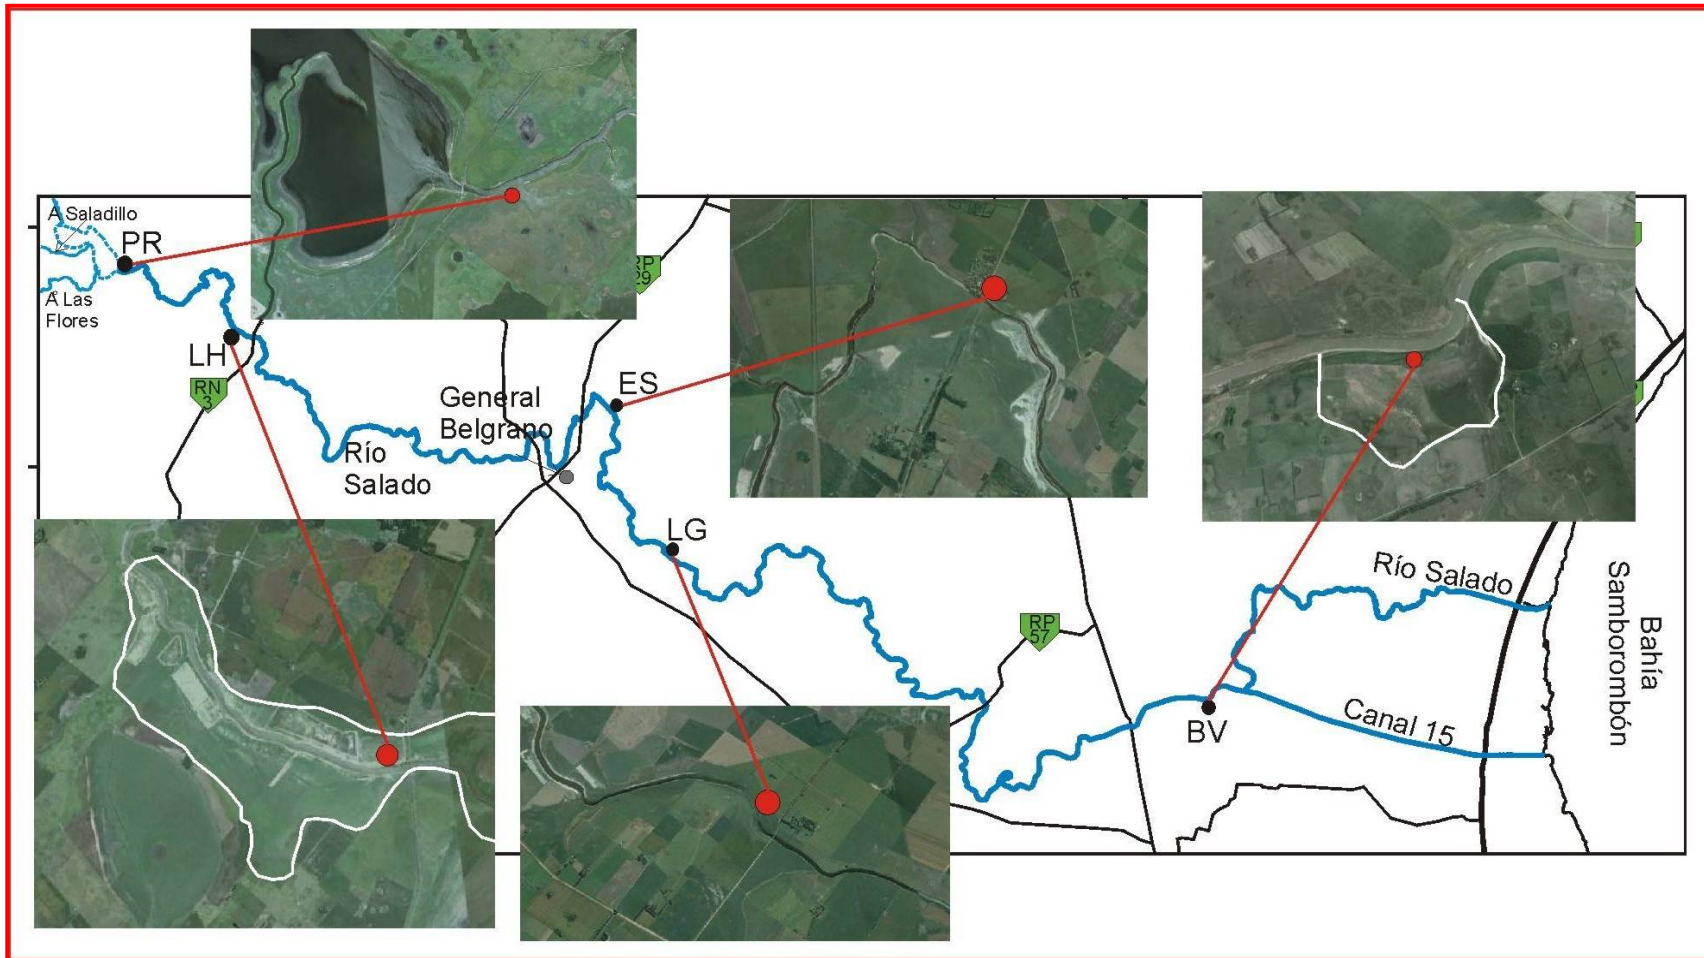 A Saladillo
PR
A Las
Flores
LH
RN
3
General
Belgrano
Río
Salado
ES
RP
29
LG
RP
57
BV
Río Salado
Canal 15
Bahía
Samborombón